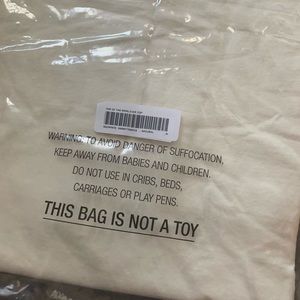 WARNING: TO AVOID DANGER OF SUFFOCATION,
KEEP AWAY FROM BABIES AND CHILDREN.
DO NOT USE IN CRIBS, BEDS,
CARRIAGES OR PLAY PENS.
THIS BAG IS NOT A TOY